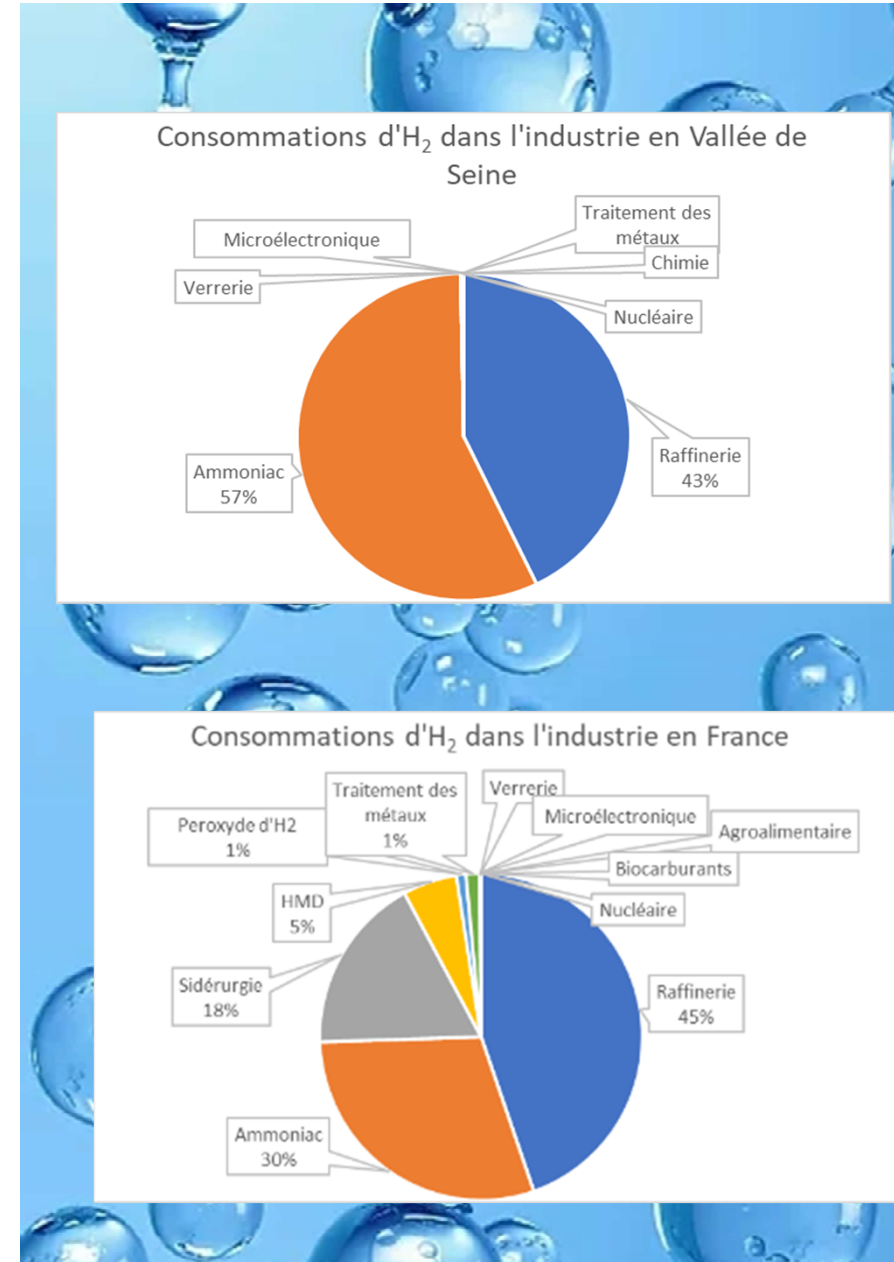 Consommations d'H₂ dans l'industrie en Vallée de
Seine
Traitement des
métaux
Microélectronique
Chimie
Verrerie
Nucléaire
Raffinerie
43%
Ammoniac
57%
Consommations d'H₂ dans l'industrie en France
Verrerie
Traitement des
métaux
1%
Microélectronique
Peroxyde d'H2
1%
Agroalimentaire
Biocarburants
HMD
5%
Nucléaire
Sidérurgie
18%
Raffinerie
45%
Ammoniac
30%